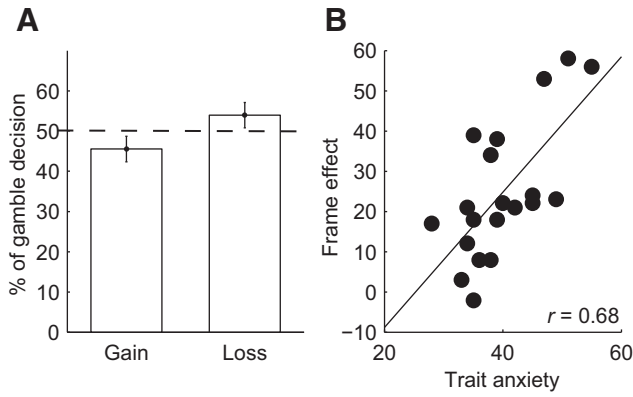 A
% of gamble decision
60
50
40
30
20
10
0
Gain
Loss
B
Frame effect
60
50
40
30
20
10
0
−10
r = 0.68
20
40
60
Trait anxiety